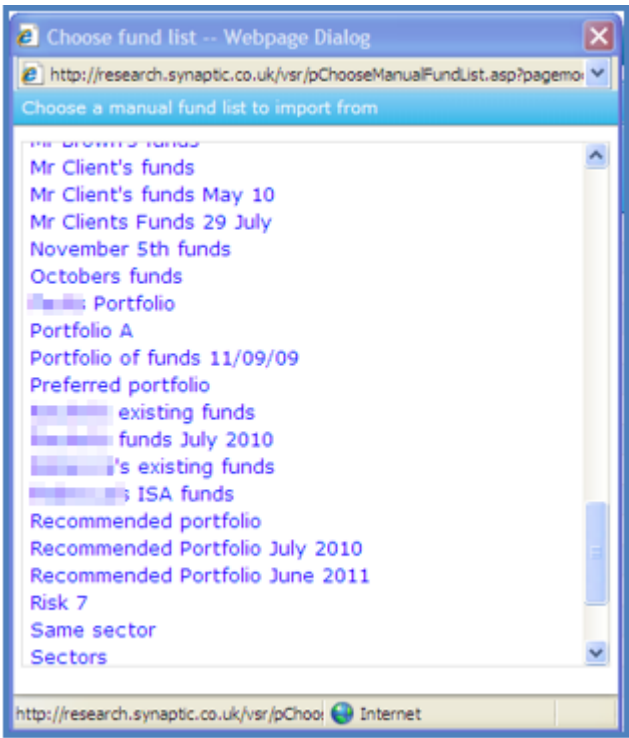 Choose fund list -- Webpage Dialog
http://research.synaptic.co.uk/vsr/pChooseManualFundList.asp?pagemo
Choose a manual fund list to import from
Mr Brown's funds
Mr Client's funds
Mr Client's funds May 10
Mr Clients Funds 29 July
November 5th funds
Octobers funds
Portfolio
Portfolio A
Portfolio of funds 11/09/09
Preferred portfolio
existing funds
funds July 2010
's existing funds
s ISA funds
Recommended portfolio
Recommended Portfolio July 2010
Recommended Portfolio June 2011
Risk 7
Same sector
Sectors
http://research.synaptic.co.uk/vsr/pChoo Internet